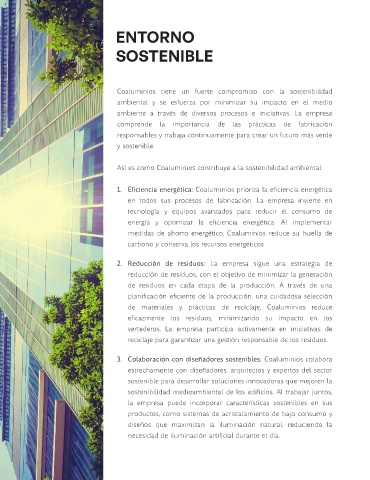 ENTORNO
SOSTENIBLE
Coaluminios tiene un fuerte compromiso con la sostenibilidad
ambiental y se esfuerza por minimizar su impacto en el medio
ambiente a través de diversos procesos e iniciativas. La empresa
comprende la importancia de las prácticas de fabricación
responsables y trabaja continuamente para crear un futuro más verde
y sostenible.
Así es como Coaluminios contribuye a la sostenibilidad ambiental:
1. Eficiencia energética: Coaluminios prioriza la eficiencia energética
en todos sus procesos de fabricación. La empresa invierte en
tecnología y equipos avanzados para reducir el consumo de
energía y optimizar la eficiencia energética. Al implementar
medidas de ahorro energético, Coaluminios reduce su huella de
carbono y conserva los recursos energéticos.
2. Reducción de residuos: La empresa sigue una estrategia de
reducción de residuos, con el objetivo de minimizar la generación
de residuos en cada etapa de la producción. A través de una
planificación eficiente de la producción, una cuidadosa selección
de materiales y prácticas de reciclaje, Coaluminios reduce
eficazmente los residuos, minimizando su impacto en los
vertederos. La empresa participa activamente en iniciativas de
reciclaje para garantizar una gestión responsable de los residuos.
3. Colaboración con diseñadores sostenibles: Coaluminios colabora
estrechamente con diseñadores, arquitectos y expertos del sector
sostenible para desarrollar soluciones innovadoras que mejoren la
sostenibilidad medioambiental de los edificios. Al trabajar juntos,
la empresa puede incorporar características sostenibles en sus
productos, como sistemas de acristalamiento de bajo consumo y
diseños que maximizan la iluminación natural, reduciendo la
necesidad de iluminación artificial durante el día.